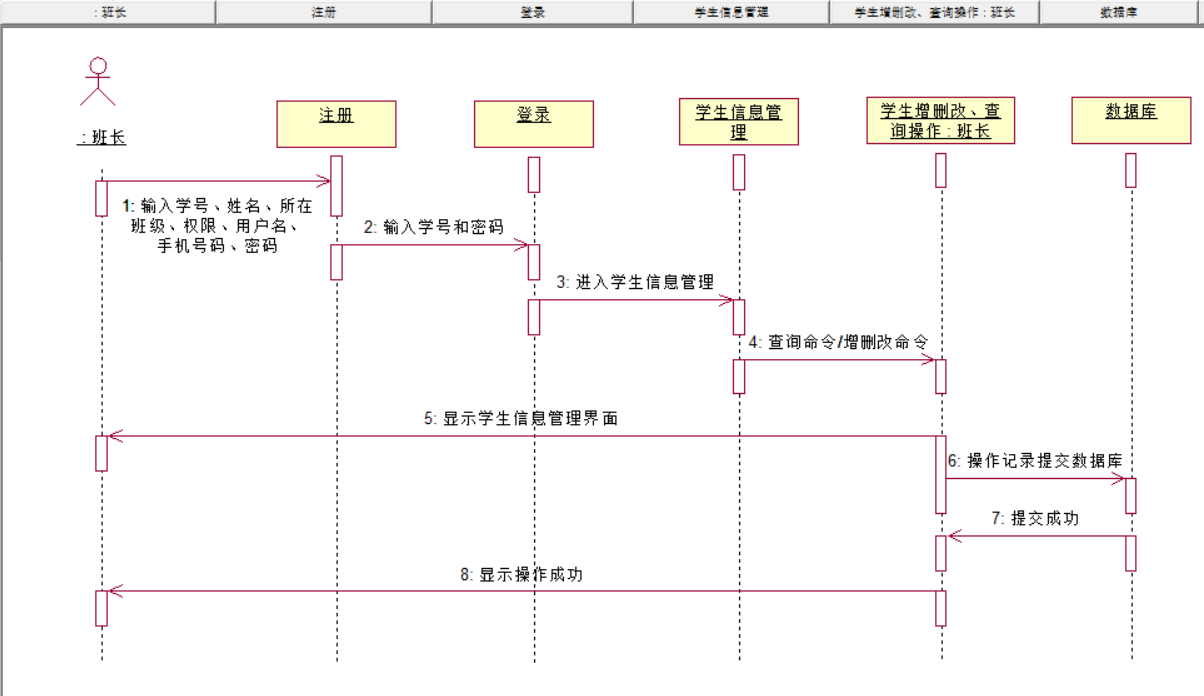 : 班长
注册
登录
学生信息管理
学生增删改、查询操作 : 班长
数据库
: 班长
注册
登录
学生信息管
理
学生增删改、查
询操作 : 班长
数据库
1: 输入学号、姓名、所在
班级、权限、用户名、
手机号码、密码
2: 输入学号和密码
3: 进入学生信息管理
4: 查询命令/增删改命令
5: 显示学生信息管理界面
6: 操作记录提交数据库
7: 提交成功
8: 显示操作成功